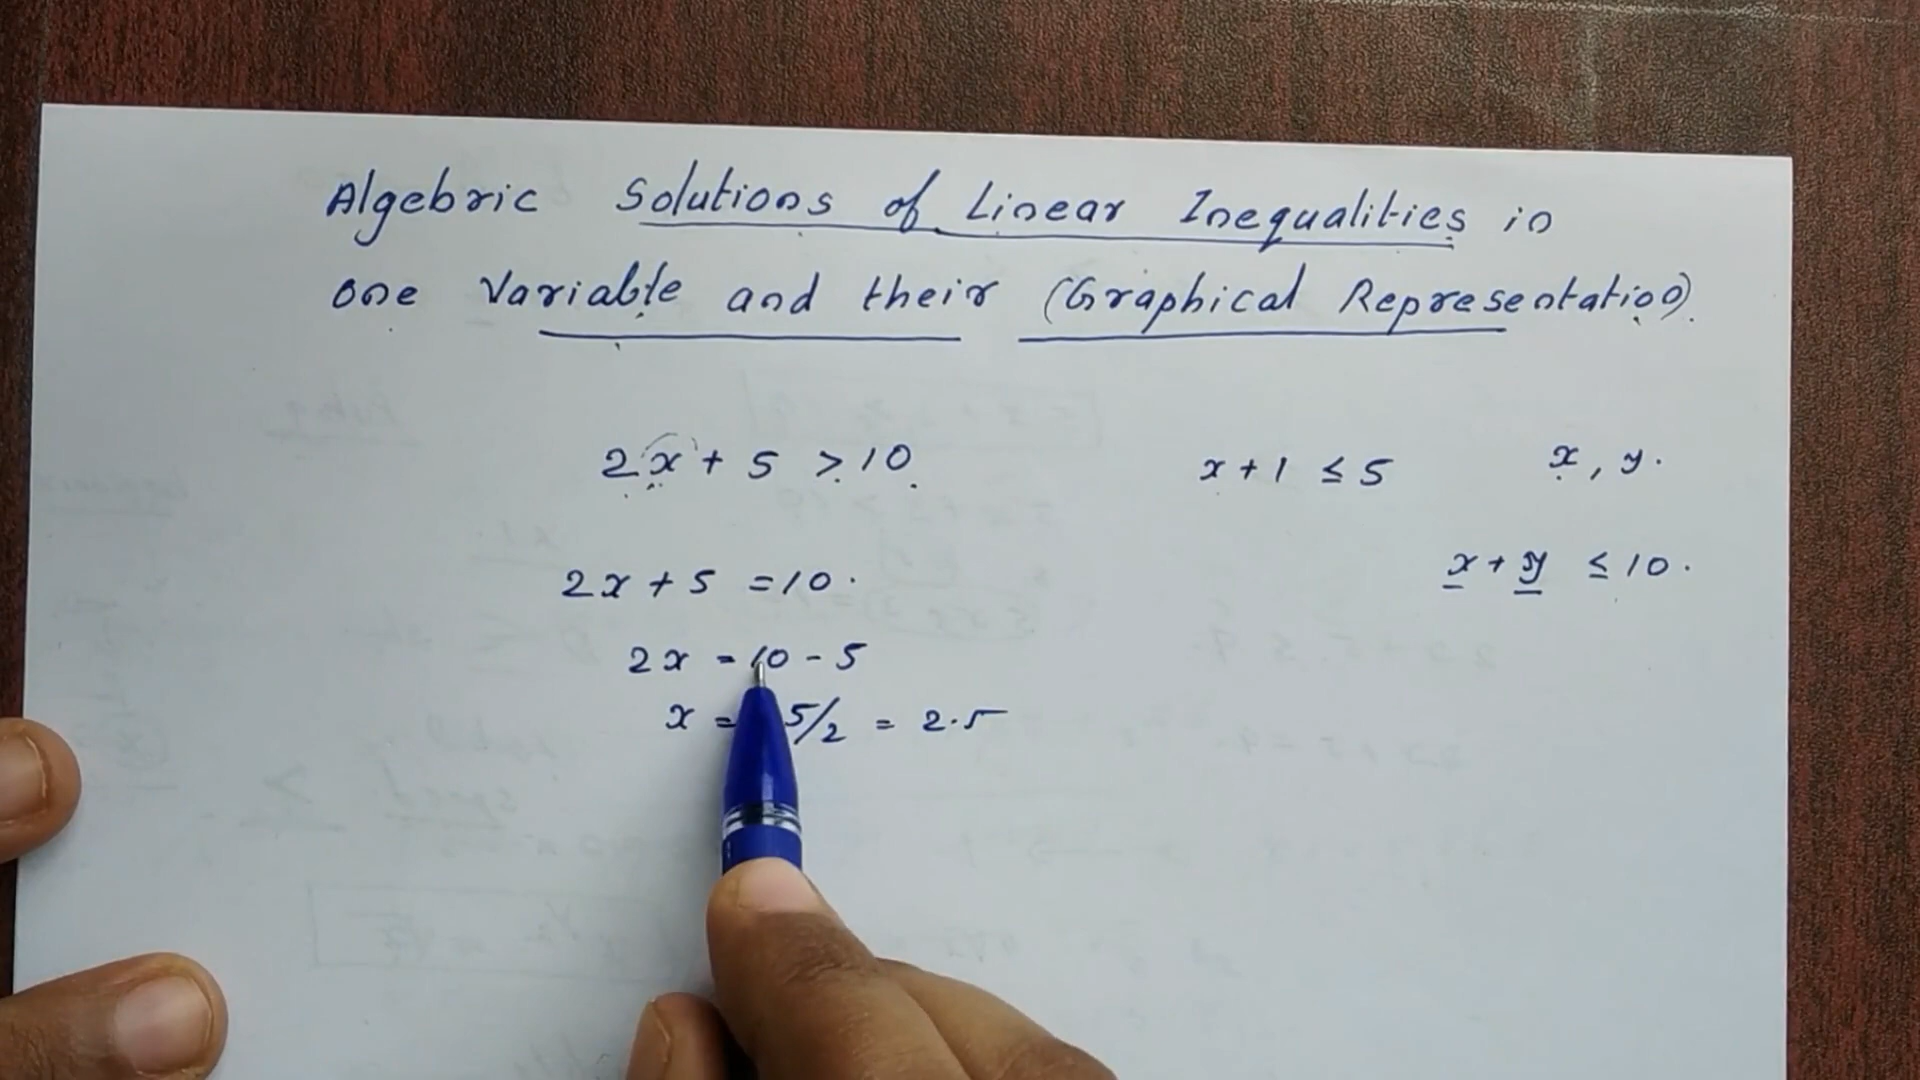 Algebric Solutions of Linear Inequalities in
one Variable and their (Graphical Representation).
2x + 5 > 10.
x + 1 ≤ 5
x, y.
x + y ≤ 10.
2x + 5 = 10.
2x = 10 - 5
x = 5/2 = 2.5